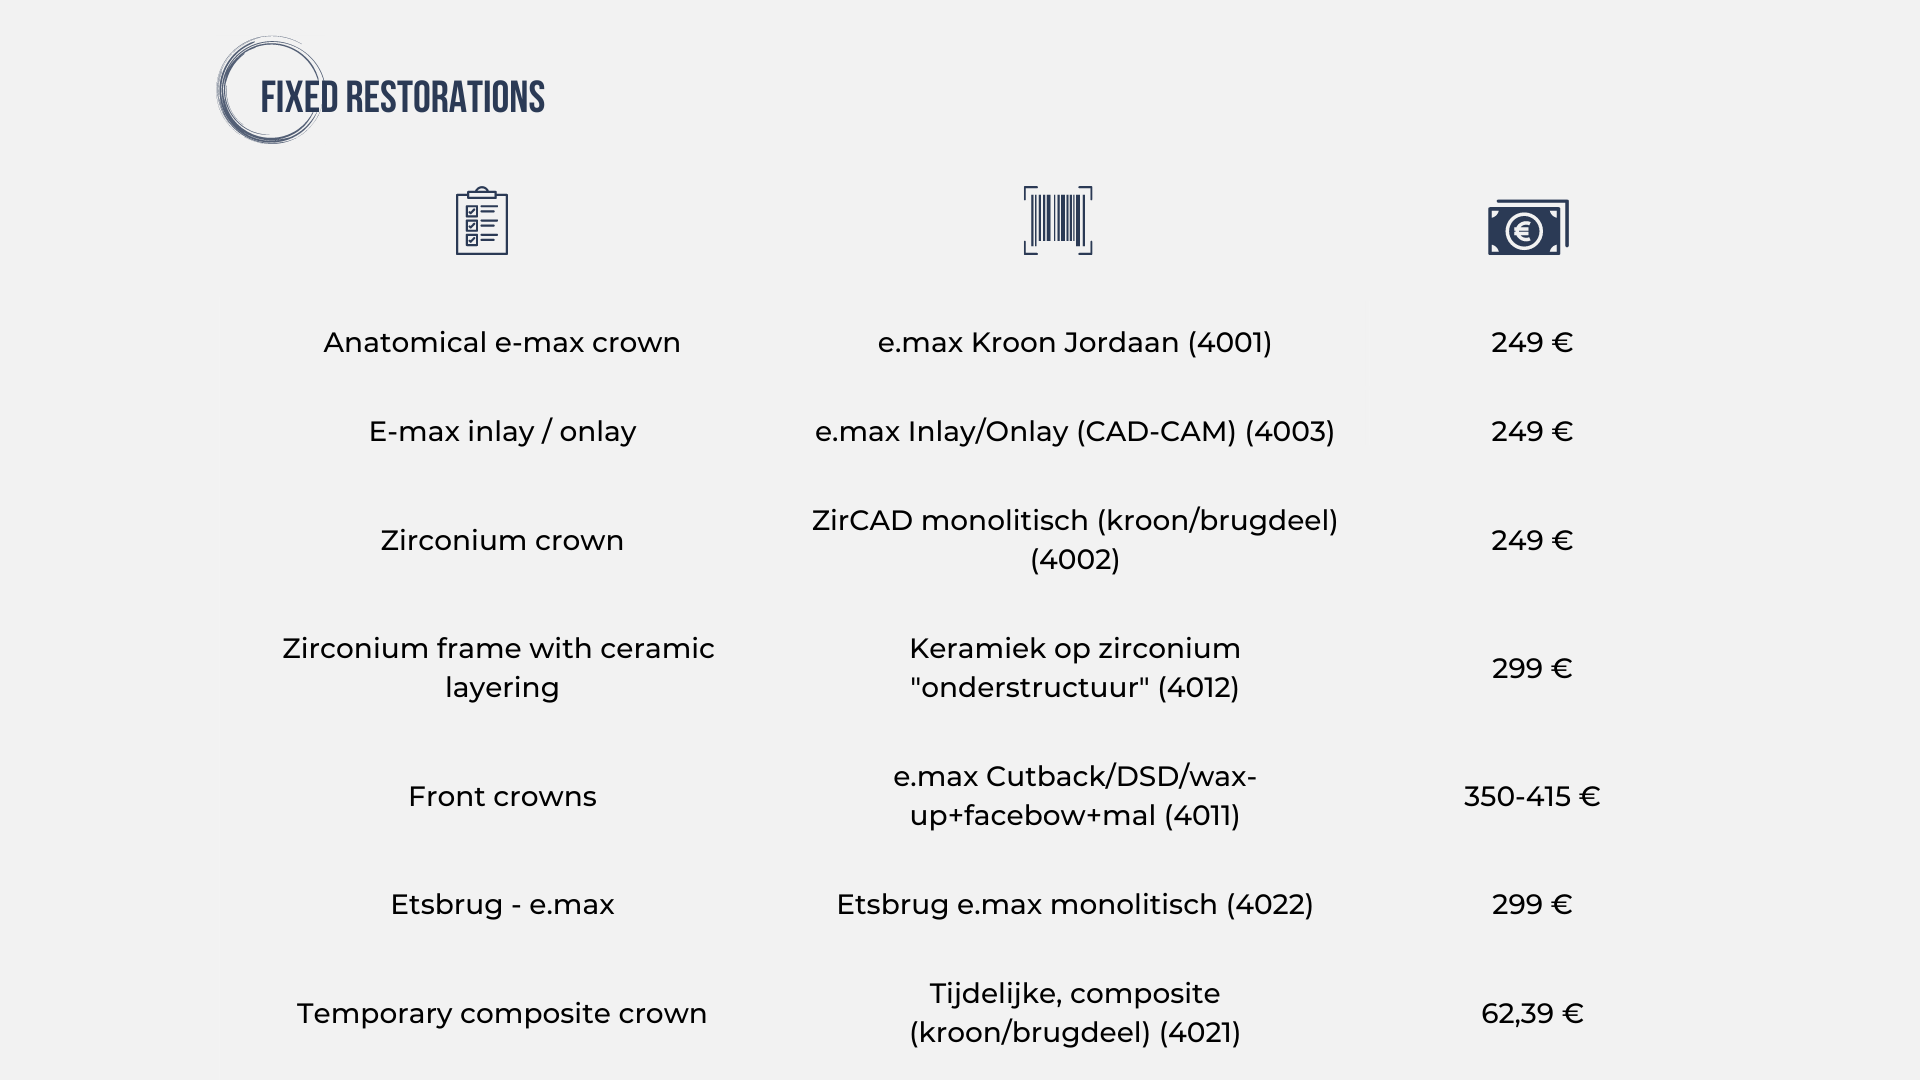 FIXED RESTORATIONS
Anatomical e-max crown
e.max Kroon Jordaan (4001)
249 €
E-max inlay / onlay
e.max Inlay/Onlay (CAD-CAM) (4003)
249 €
Zirconium crown
ZirCAD monolitisch (kroon/brugdeel)
(4002)
249 €
Zirconium frame with ceramic
layering
Keramiek op zirconium
"onderstructuur" (4012)
299 €
Front crowns
e.max Cutback/DSD/wax-
up+facebow+mal (4011)
350-415 €
Etsbrug - e.max
Etsbrug e.max monolitisch (4022)
299 €
Temporary composite crown
Tijdelijke, composite
(kroon/brugdeel) (4021)
62,39 €